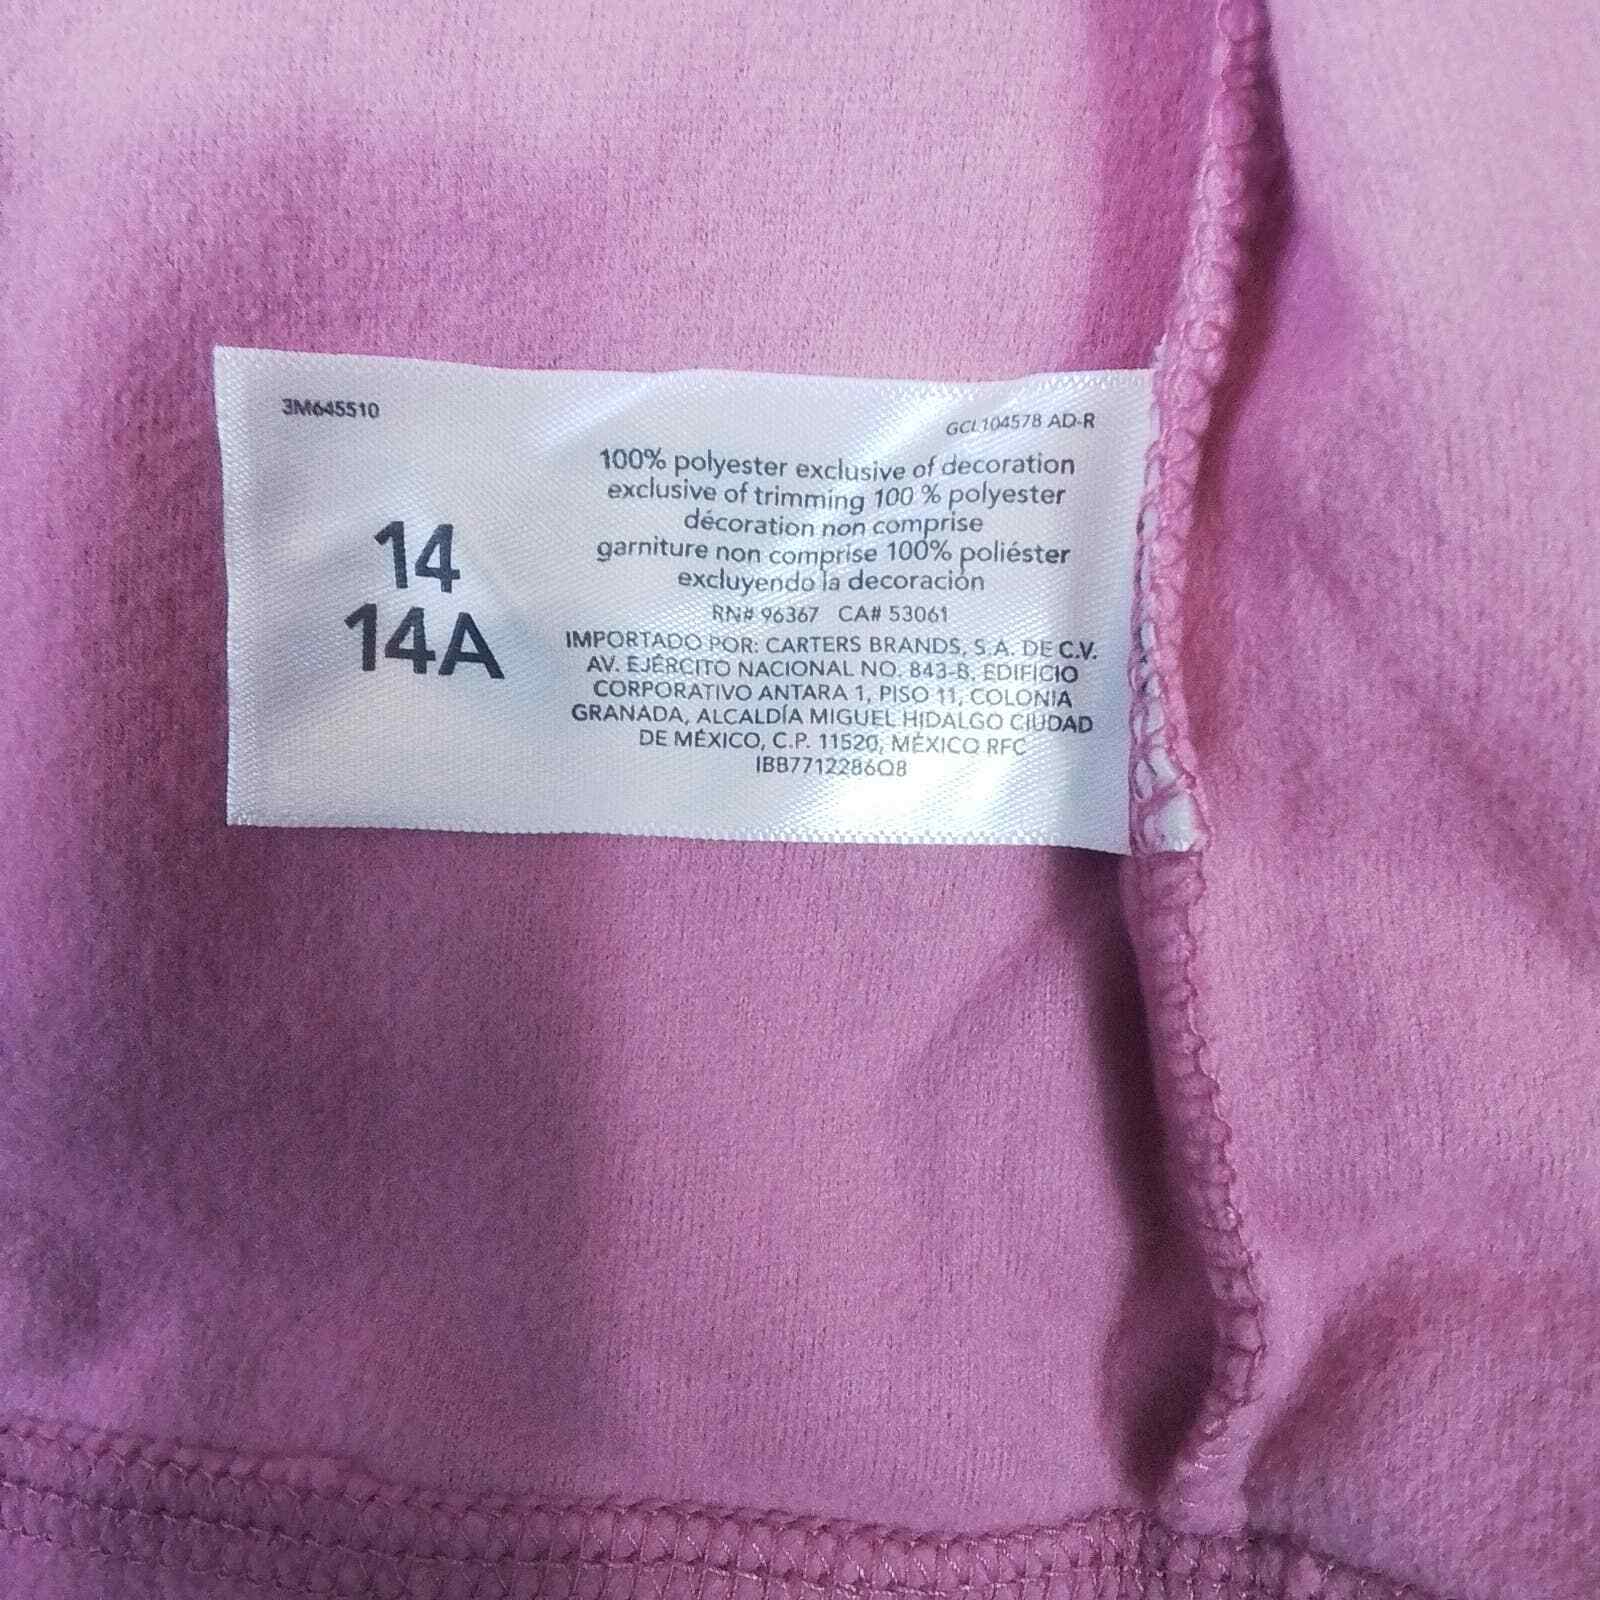 3M645510
GCL104578 AD-R
14
14A
100% polyester exclusive of decoration
exclusive of trimming 100 % polyester
décoration non comprise
garniture non comprise 100% poliéster
excluyendo la decoración
RN# 96367 CA# 53061
IMPORTADO POR: CARTERS BRANDS, S.A. DE C.V.
AV. EJÉRCITO NACIONAL NO. 843-B, EDIFICIO
CORPORATIVO ANTARA 1, PISO 11, COLONIA
GRANADA, ALCALDÍA MIGUEL HIDALGO CIUDAD
DE MÉXICO, C.P. 11520, MÉXICO RFC
IBB7712286Q8